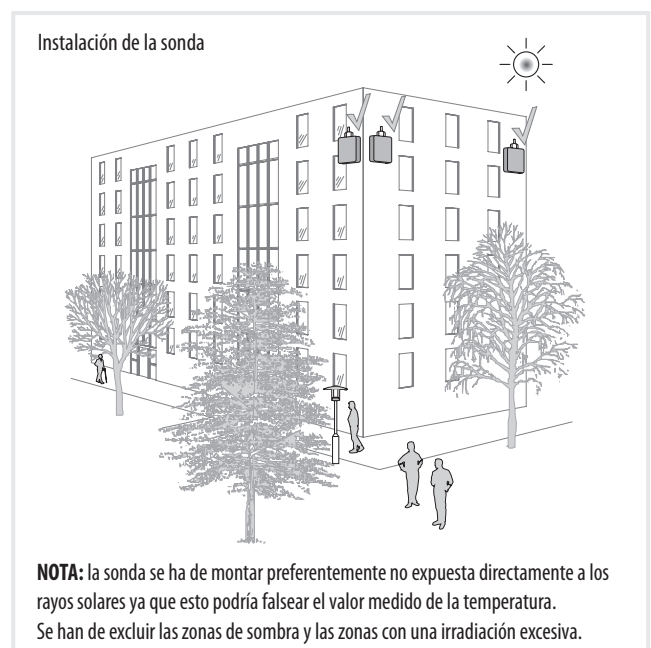 Instalación de la sonda
NOTA: la sonda se ha de montar preferentemente no expuesta directamente a los
rayos solares ya que esto podría falsear el valor medido de la temperatura.
Se han de excluir las zonas de sombra y las zonas con una irradiación excesiva.